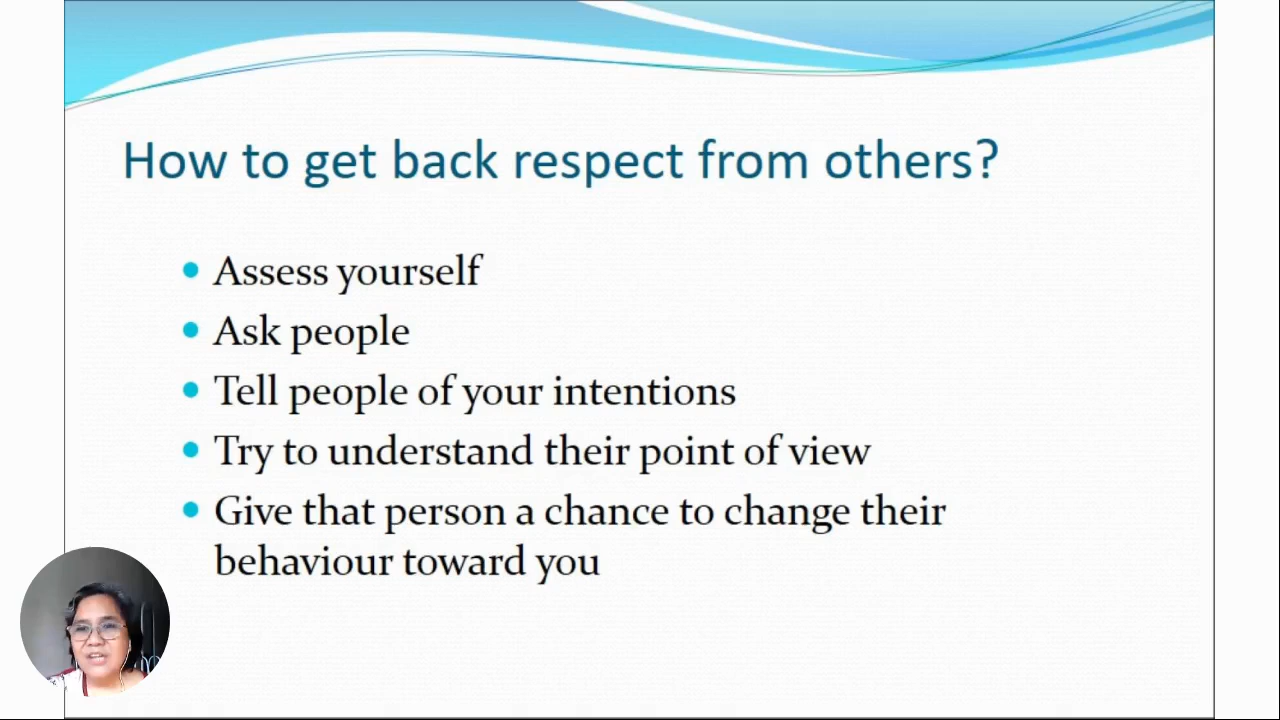 How to get back respect from others?
Assess yourself
Ask people
Tell people of your intentions
Try to understand their point of view
Give that person a chance to change their
behaviour toward you